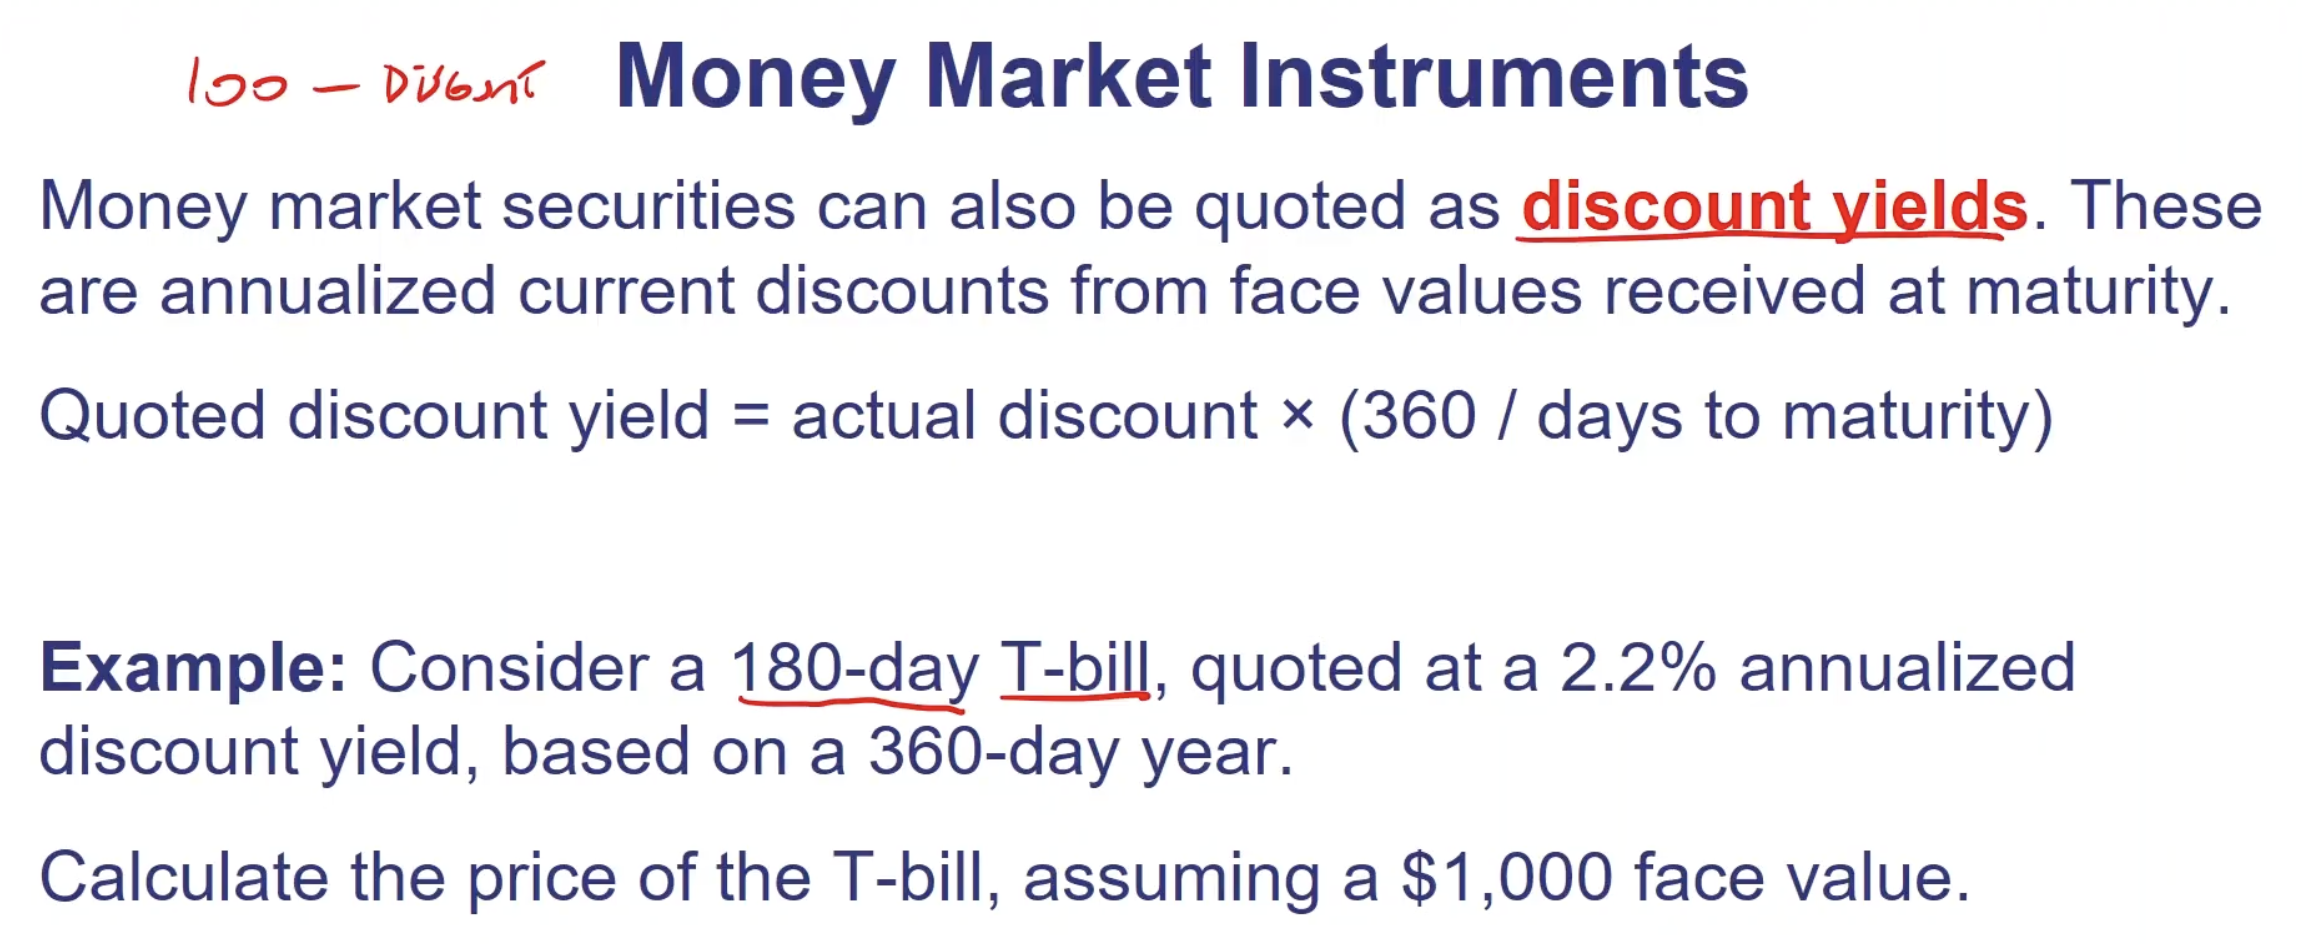 100 – Money Market Instruments
Money market securities can also be quoted as discount yields. These
are annualized current discounts from face values received at maturity.
Quoted discount yield = actual discount × (360 / days to maturity)
Example: Consider a 180-day T-bill, quoted at a 2.2% annualized
discount yield, based on a 360-day year.
Calculate the price of the T-bill, assuming a $1,000 face value.